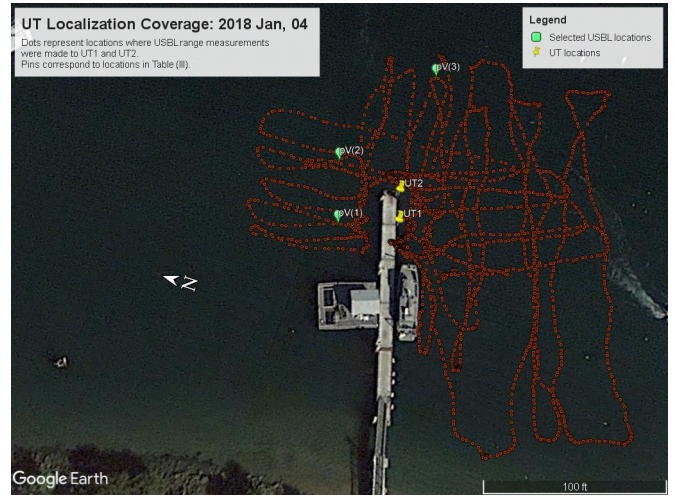 UT Localization Coverage: 2018 Jan, 04
Dots represent locations where USBL range measurements
were made to UT1 and UT2.
Pins correspond to locations in Table (III).
Legend
Selected USBL locations
UT locations
pV(3)
pV(2)
UT2
pV(1)
UT1
N
Google Earth
100 ft